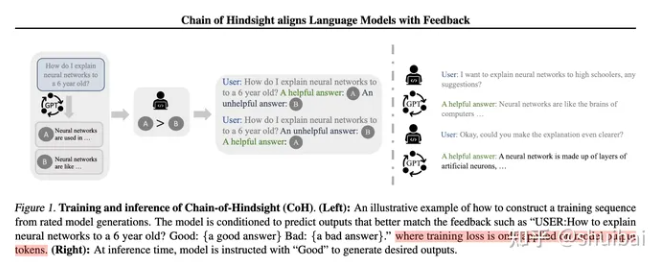 Chain of Hindsight aligns Language Models with Feedback
How do I explain
neural networks to
a 6 year old?
GPT
A Neural networks
are used in ...
B Neural networks
are like ...
A > B
User: How do I explain neural networks to
to a 6 year old? A helpful answer: A An
unhelpful answer: B
User: How do I explain neural networks to
to a 6 year old? An unhelpful answer: B
A helpful answer: A
User: I want to explain neural networks to high schoolers, any
suggestions?
GPT
A helpful answer: Neural networks are like the brains of
computers ...
User: Okay, could you make the explanation even clearer?
GPT
A helpful answer: A neural network is made up of layers of
artificial neurons, ...
Figure 1. Training and inference of Chain-of-Hindsight (CoH). (Left): An illustrative example of how to construct a training sequence
from rated model generations. The model is conditioned to predict outputs that better match the feedback such as “USER:How to explain
neural networks to a 6 year old? Good: {a good answer} Bad: {a bad answer}.” where training loss is only
tokens. (Right): At inference time, model is instructed with “Good” to generate desired outputs.
知乎 @shuibai